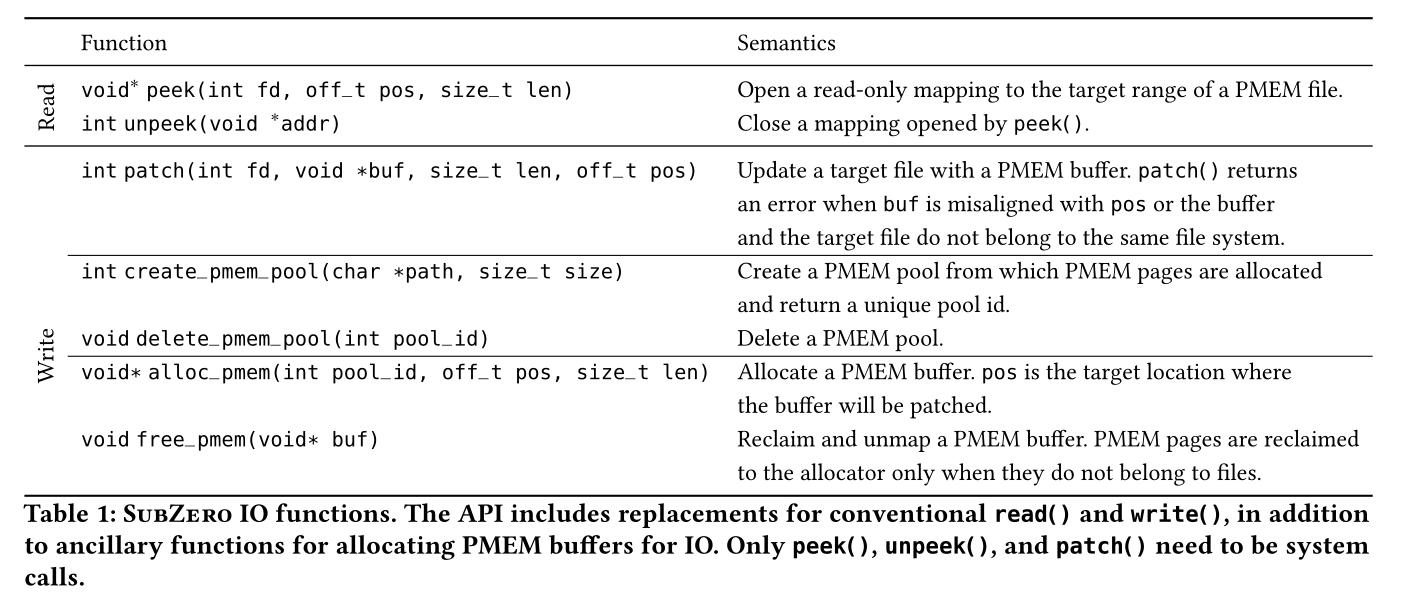 Function Semantics
Read
void* peek(int fd, off_t pos, size_t len) Open a read-only mapping to the target range of a PMEM file.
int unpeek(void *addr) Close a mapping opened by peek().
Write
int patch(int fd, void *buf, size_t len, off_t pos) Update a target file with a PMEM buffer. patch() returns
an error when buf is misaligned with pos or the buffer
and the target file do not belong to the same file system.
int create_pmem_pool(char *path, size_t size) Create a PMEM pool from which PMEM pages are allocated
and return a unique pool id.
void delete_pmem_pool(int pool_id) Delete a PMEM pool.
void* alloc_pmem(int pool_id, off_t pos, size_t len) Allocate a PMEM buffer. pos is the target location where
the buffer will be patched.
void free_pmem(void* buf) Reclaim and unmap a PMEM buffer. PMEM pages are reclaimed
to the allocator only when they do not belong to files.
Table 1: SubZero IO functions. The API includes replacements for conventional read() and write(), in addition
to ancillary functions for allocating PMEM buffers for IO. Only peek(), unpeek(), and patch() need to be system
calls.